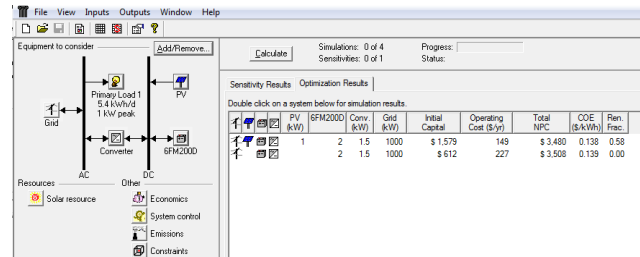 File View Inputs Outputs Window Help
Equipment to consider Add/Remove...
Calculate
Simulations: 0 of 4 Progress:
Sensitivities: 0 of 1 Status:
Primary Load 1
5.4 kWh/d
1 kW peak
PV
Grid
Converter
6FM200D
AC DC
Resources Other
Solar resource
Economics
System control
Emissions
Constraints
Sensitivity Results Optimization Results
Double click on a system below for simulation results.
PV (kW) 6FM200D Conv. (kW) Grid (kW) Initial Capital Operating Cost ($/yr) Total NPC COE ($/kWh) Ren. Frac.
1 2 1.5 1000 $ 1,579 149 $ 3,480 0.138 0.58
2 1.5 1000 $ 612 227 $ 3,508 0.139 0.00